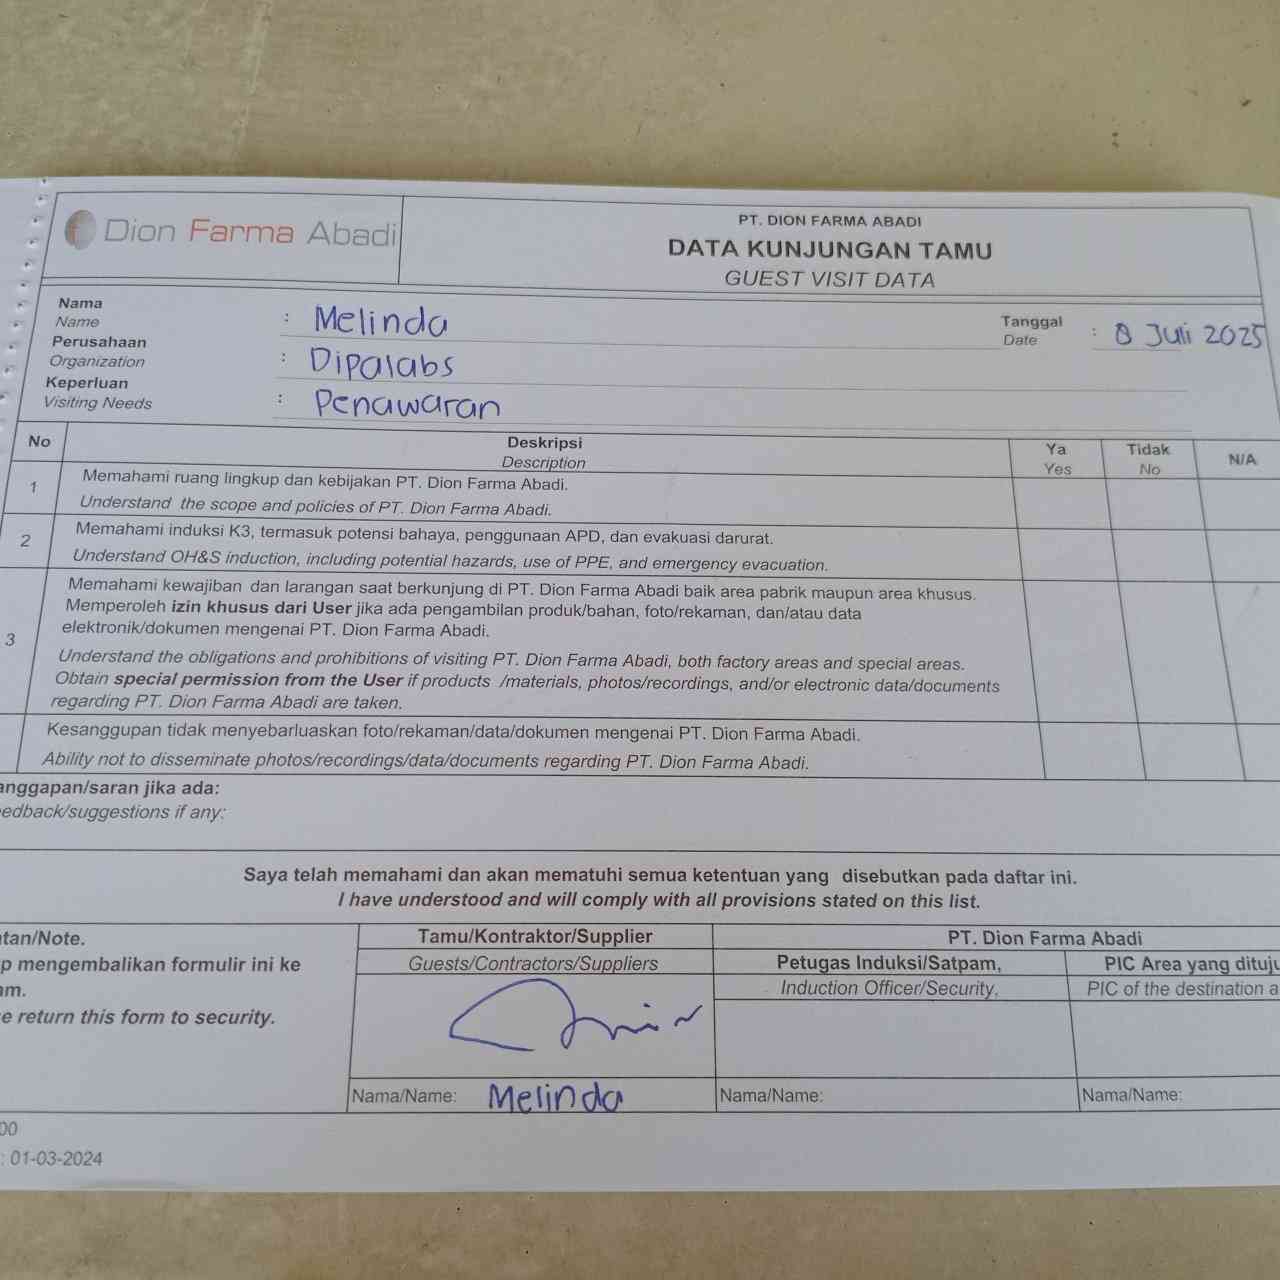 Dion Farma Abadi
PT. DION FARMA ABADI
DATA KUNJUNGAN TAMU
GUEST VISIT DATA
Nama
Name
: Melinda
Tanggal
Date
: 8 Juli 2025
Perusahaan
Organization
: Dipalabs
Keperluan
Visiting Needs
: Penawaran
No
Deskripsi
Description
Ya
Yes
Tidak
No
N/A
1
Memahami ruang lingkup dan kebijakan PT. Dion Farma Abadi.
Understand the scope and policies of PT. Dion Farma Abadi.
2
Memahami induksi K3, termasuk potensi bahaya, penggunaan APD, dan evakuasi darurat.
Understand OH&S induction, including potential hazards, use of PPE, and emergency evacuation.
3
Memahami kewajiban dan larangan saat berkunjung di PT. Dion Farma Abadi baik area pabrik maupun area khusus.
Memperoleh izin khusus dari User jika ada pengambilan produk/bahan, foto/rekaman, dan/atau data
elektronik/dokumen mengenai PT. Dion Farma Abadi.
Understand the obligations and prohibitions of visiting PT. Dion Farma Abadi, both factory areas and special areas.
Obtain special permission from the User if products /materials, photos/recordings, and/or electronic data/documents
regarding PT. Dion Farma Abadi are taken.
Kesanggupan tidak menyebarluaskan foto/rekaman/data/dokumen mengenai PT. Dion Farma Abadi.
Ability not to disseminate photos/recordings/data/documents regarding PT. Dion Farma Abadi.
anggapan/saran jika ada:
eedback/suggestions if any:
Saya telah memahami dan akan mematuhi semua ketentuan yang disebutkan pada daftar ini.
I have understood and will comply with all provisions stated on this list.
tan/Note.
p mengembalikan formulir ini ke
am.
e return this form to security.
Tamu/Kontraktor/Supplier
Guests/Contractors/Suppliers
Nama/Name: Melinda
PT. Dion Farma Abadi
Petugas Induksi/Satpam,
Induction Officer/Security,
Nama/Name:
PIC Area yang dituju
PIC of the destination a
Nama/Name:
00
: 01-03-2024